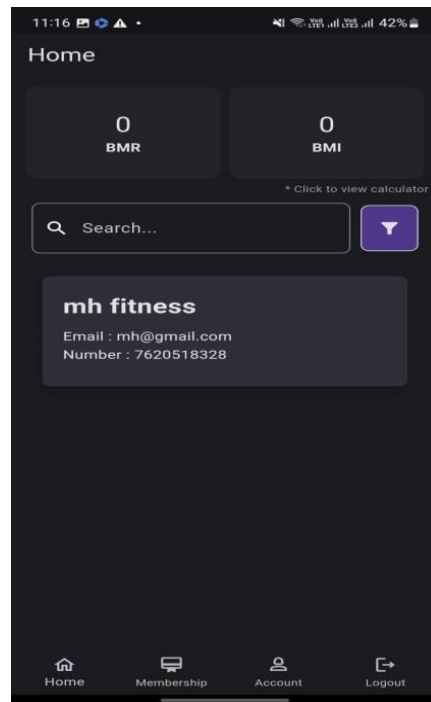 11:16 42%
Home
0 0
BMR BMI
* Click to view calculator
Search...
mh fitness
Email : mh@gmail.com
Number : 7620518328
Home Membership Account Logout